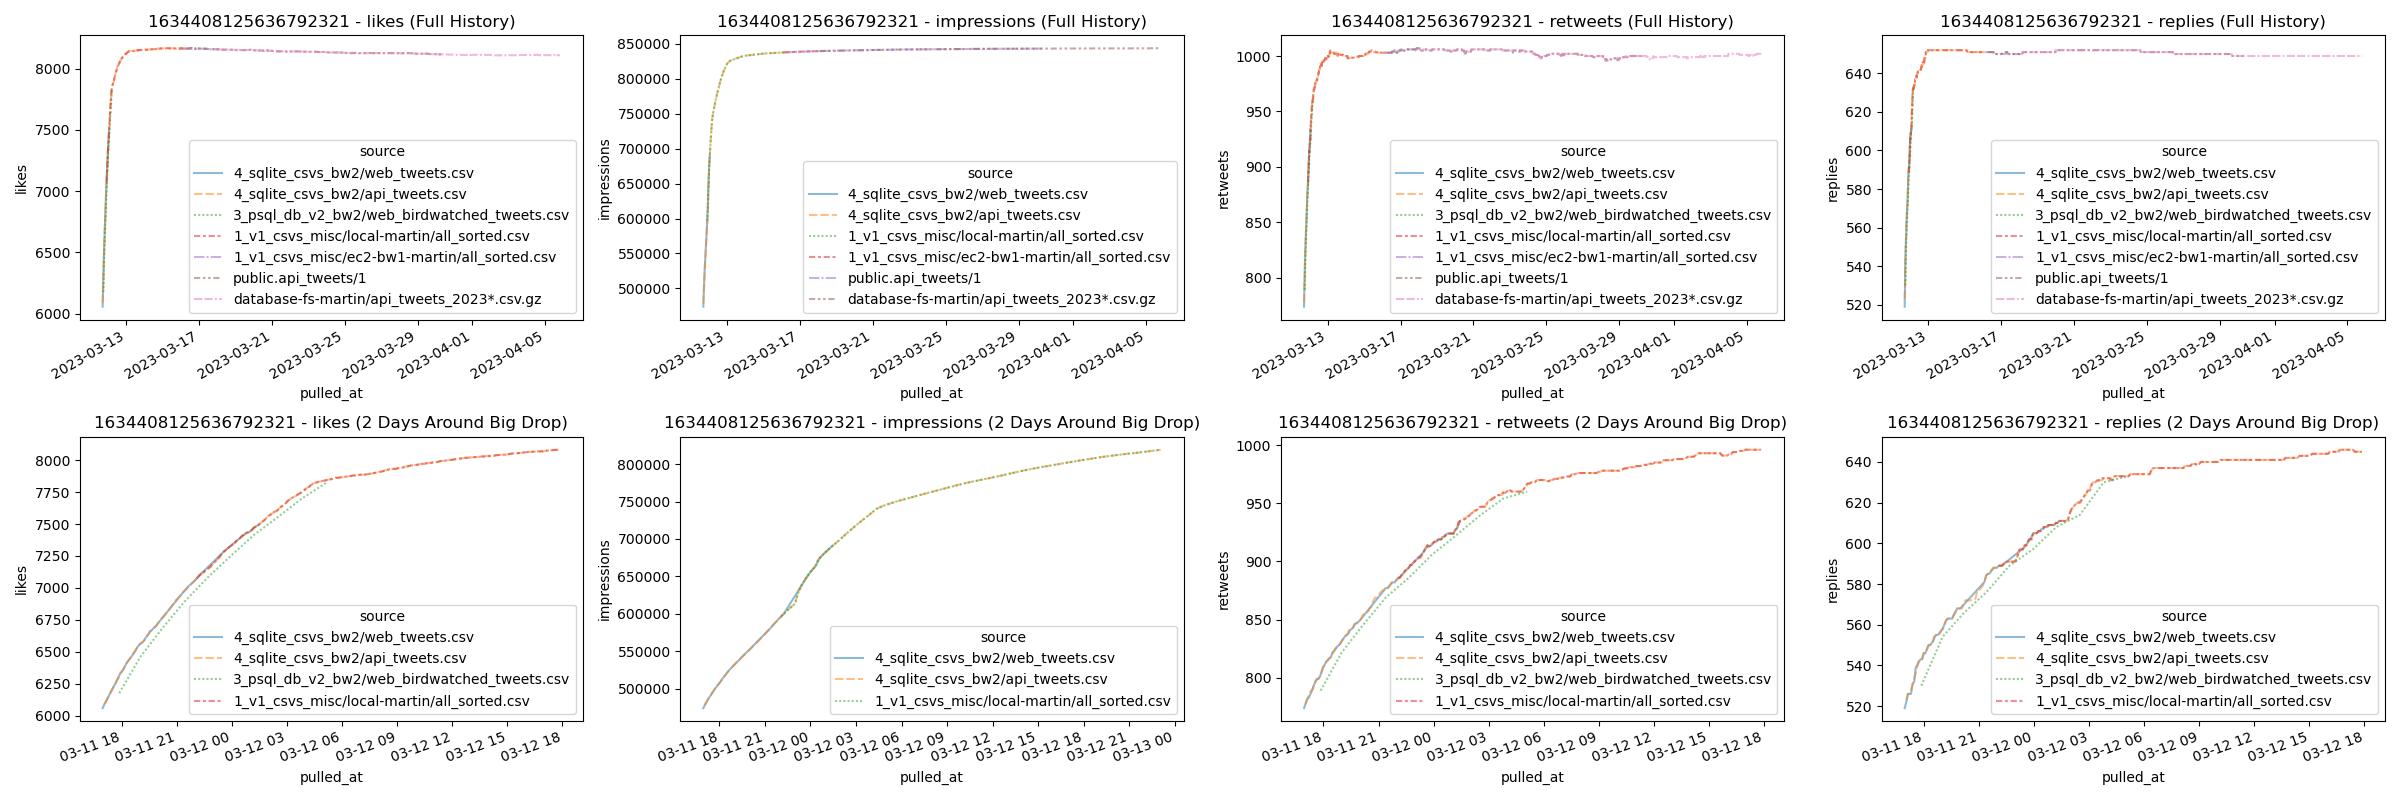 1634408125636792321 - likes (Full History)
likes
8000
7500
7000
6500
6000
source
4_sqlite_csvs_bw2/web_tweets.csv
4_sqlite_csvs_bw2/api_tweets.csv
3_psql_db_v2_bw2/web_birdwatched_tweets.csv
1_v1_csvs_misc/local-martin/all_sorted.csv
1_v1_csvs_misc/ec2-bw1-martin/all_sorted.csv
public.api_tweets/1
database-fs-martin/api_tweets_2023*.csv.gz
2023-03-13
2023-03-17
2023-03-21
2023-03-25
2023-03-29
2023-04-01
2023-04-05
pulled_at
1634408125636792321 - impressions (Full History)
impressions
850000
800000
750000
700000
650000
600000
550000
500000
source
4_sqlite_csvs_bw2/web_tweets.csv
4_sqlite_csvs_bw2/api_tweets.csv
1_v1_csvs_misc/local-martin/all_sorted.csv
1_v1_csvs_misc/ec2-bw1-martin/all_sorted.csv
public.api_tweets/1
database-fs-martin/api_tweets_2023*.csv.gz
2023-03-13
2023-03-17
2023-03-21
2023-03-25
2023-03-29
2023-04-01
2023-04-05
pulled_at
1634408125636792321 - retweets (Full History)
retweets
1000
950
900
850
800
source
4_sqlite_csvs_bw2/web_tweets.csv
4_sqlite_csvs_bw2/api_tweets.csv
3_psql_db_v2_bw2/web_birdwatched_tweets.csv
1_v1_csvs_misc/local-martin/all_sorted.csv
1_v1_csvs_misc/ec2-bw1-martin/all_sorted.csv
public.api_tweets/1
database-fs-martin/api_tweets_2023*.csv.gz
2023-03-13
2023-03-17
2023-03-21
2023-03-25
2023-03-29
2023-04-01
2023-04-05
pulled_at
1634408125636792321 - replies (Full History)
replies
640
620
600
580
560
540
520
source
4_sqlite_csvs_bw2/web_tweets.csv
4_sqlite_csvs_bw2/api_tweets.csv
3_psql_db_v2_bw2/web_birdwatched_tweets.csv
1_v1_csvs_misc/local-martin/all_sorted.csv
1_v1_csvs_misc/ec2-bw1-martin/all_sorted.csv
public.api_tweets/1
database-fs-martin/api_tweets_2023*.csv.gz
2023-03-13
2023-03-17
2023-03-21
2023-03-25
2023-03-29
2023-04-01
2023-04-05
pulled_at
1634408125636792321 - likes (2 Days Around Big Drop)
likes
8000
7750
7500
7250
7000
6750
6500
6250
6000
source
4_sqlite_csvs_bw2/web_tweets.csv
4_sqlite_csvs_bw2/api_tweets.csv
3_psql_db_v2_bw2/web_birdwatched_tweets.csv
1_v1_csvs_misc/local-martin/all_sorted.csv
03-11 18
03-11 21
03-12 00
03-12 03
03-12 06
03-12 09
03-12 12
03-12 15
03-12 18
pulled_at
1634408125636792321 - impressions (2 Days Around Big Drop)
impressions
800000
750000
700000
650000
600000
550000
500000
source
4_sqlite_csvs_bw2/web_tweets.csv
4_sqlite_csvs_bw2/api_tweets.csv
1_v1_csvs_misc/local-martin/all_sorted.csv
03-11 18
03-11 21
03-12 00
03-12 03
03-12 06
03-12 09
03-12 12
03-12 15
03-12 18
03-12 21
03-13 00
pulled_at
1634408125636792321 - retweets (2 Days Around Big Drop)
retweets
1000
950
900
850
800
source
4_sqlite_csvs_bw2/web_tweets.csv
4_sqlite_csvs_bw2/api_tweets.csv
3_psql_db_v2_bw2/web_birdwatched_tweets.csv
1_v1_csvs_misc/local-martin/all_sorted.csv
03-11 18
03-11 21
03-12 00
03-12 03
03-12 06
03-12 09
03-12 12
03-12 15
03-12 18
pulled_at
1634408125636792321 - replies (2 Days Around Big Drop)
replies
640
620
600
580
560
540
520
source
4_sqlite_csvs_bw2/web_tweets.csv
4_sqlite_csvs_bw2/api_tweets.csv
3_psql_db_v2_bw2/web_birdwatched_tweets.csv
1_v1_csvs_misc/local-martin/all_sorted.csv
03-11 18
03-11 21
03-12 00
03-12 03
03-12 06
03-12 09
03-12 12
03-12 15
03-12 18
pulled_at